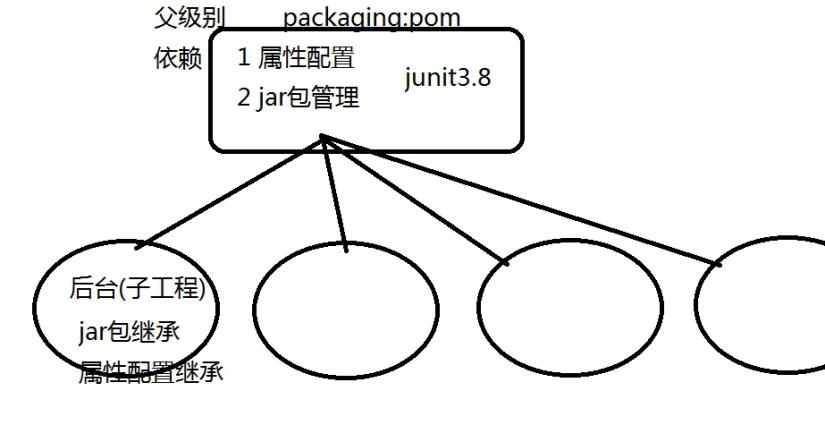 父级别 packaging:pom
依赖
1 属性配置
junit3.8
2 jar包管理
后台(子工程)
jar包继承
属性配置继承